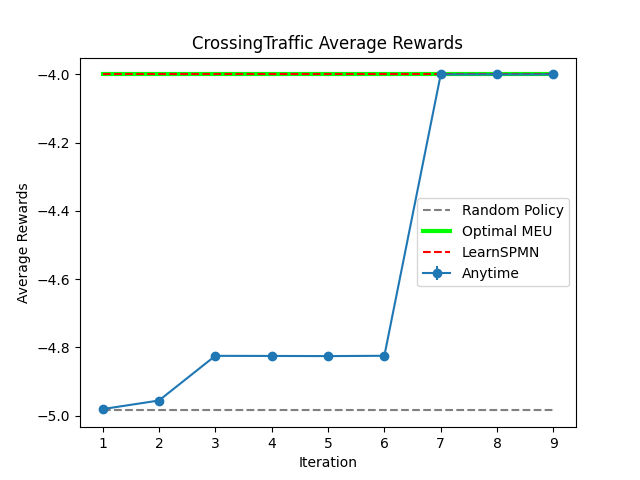 CrossingTraffic Average Rewards
Average Rewards
−4.0
−4.2
−4.4
−4.6
−4.8
−5.0
Random Policy
Optimal MEU
LearnSPMN
Anytime
1 2 3 4 5 6 7 8 9
Iteration